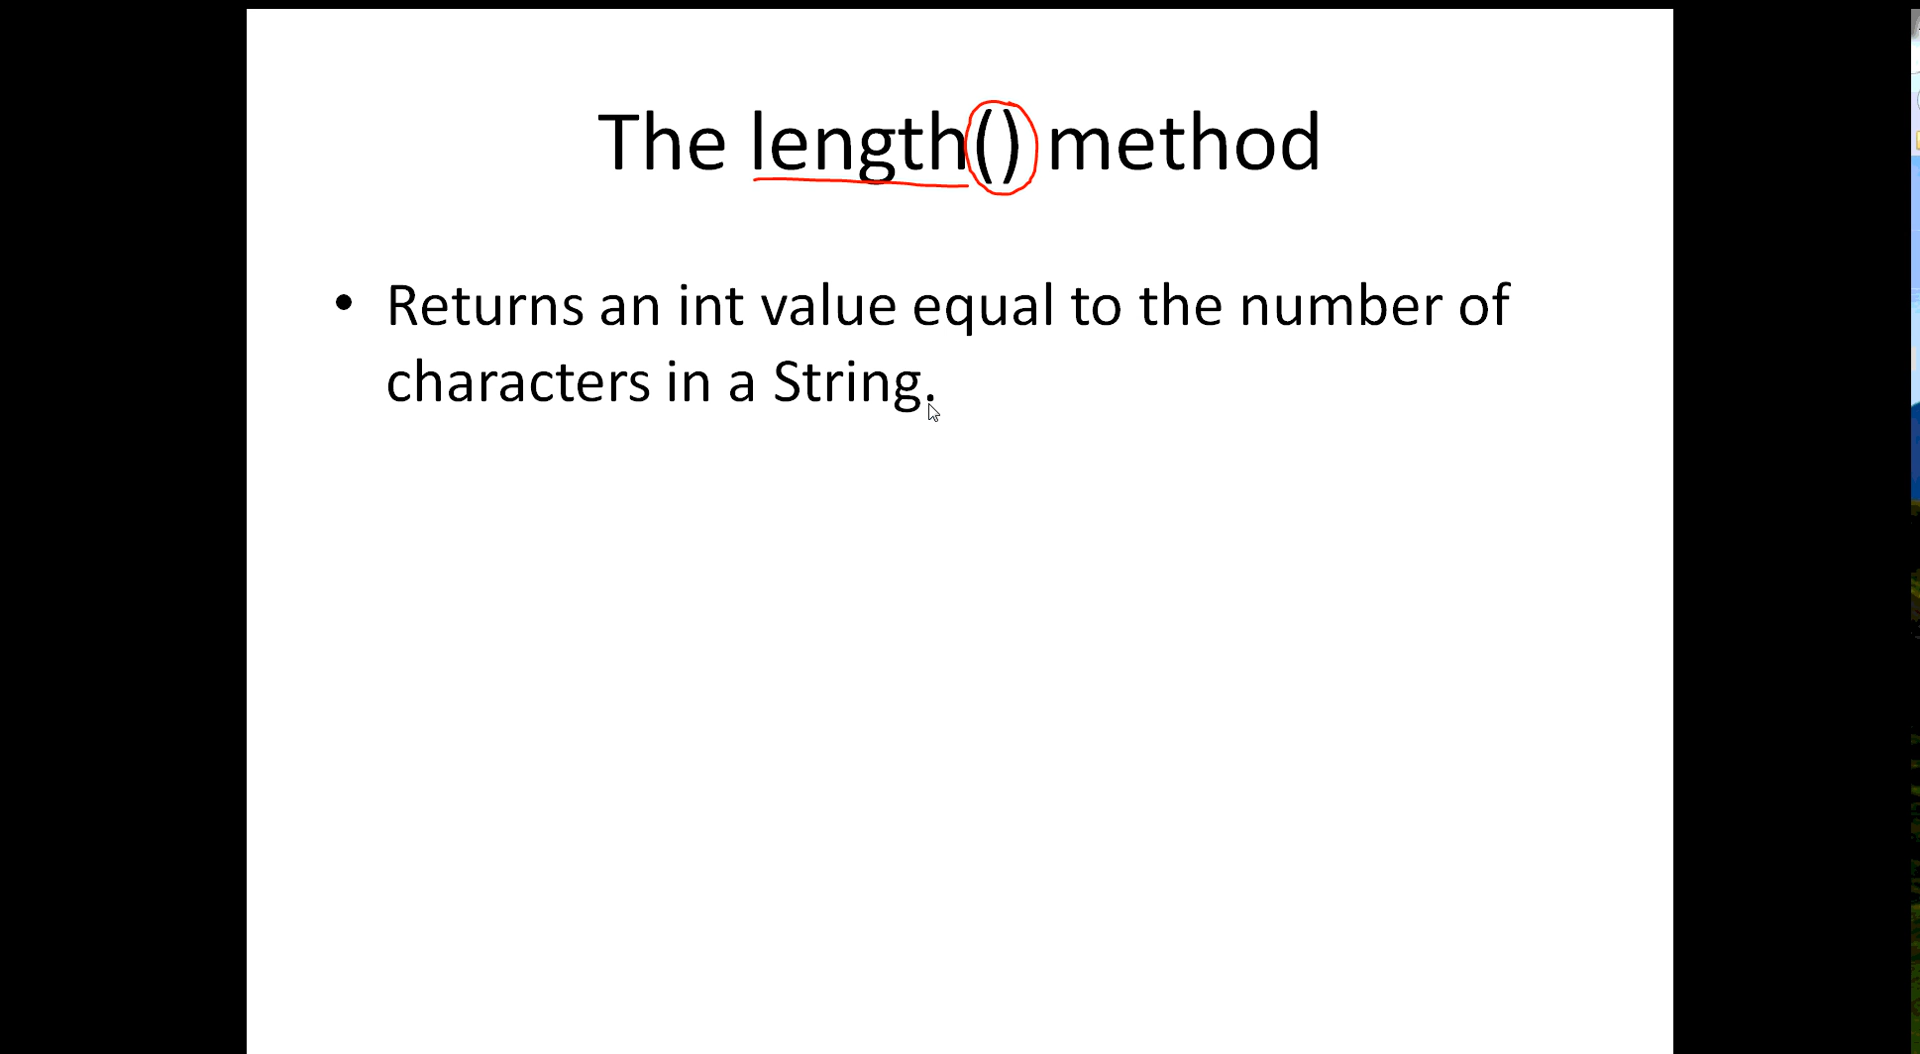 The length() method
• Returns an int value equal to the number of
characters in a String.